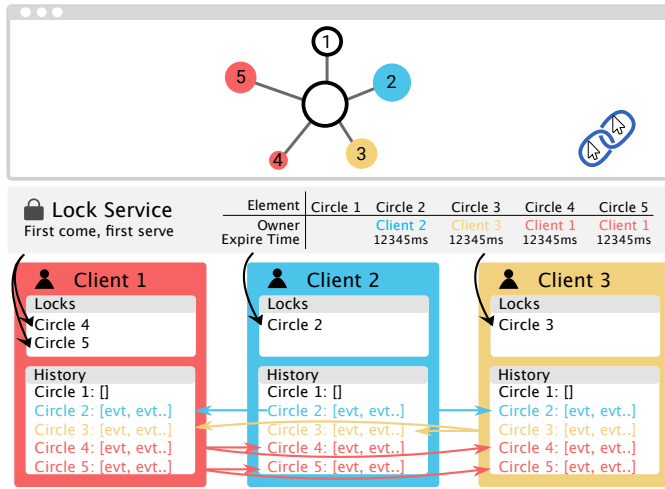 1
5
2
3
4
Lock Service
First come, first serve
Element Circle 1 Circle 2 Circle 3 Circle 4 Circle 5
Owner Client 2 Client 3 Client 1 Client 1
Expire Time 12345ms 12345ms 12345ms 12345ms
Client 1
Locks
Circle 4
Circle 5
History
Circle 1: []
Circle 2: [evt, evt..]
Circle 3: [evt, evt..]
Circle 4: [evt, evt..]
Circle 5: [evt, evt..]
Client 2
Locks
Circle 2
History
Circle 1: []
Circle 2: [evt, evt..]
Circle 3: [evt, evt..]
Circle 4: [evt, evt..]
Circle 5: [evt, evt..]
Client 3
Locks
Circle 3
History
Circle 1: []
Circle 2: [evt, evt..]
Circle 3: [evt, evt..]
Circle 4: [evt, evt..]
Circle 5: [evt, evt..]